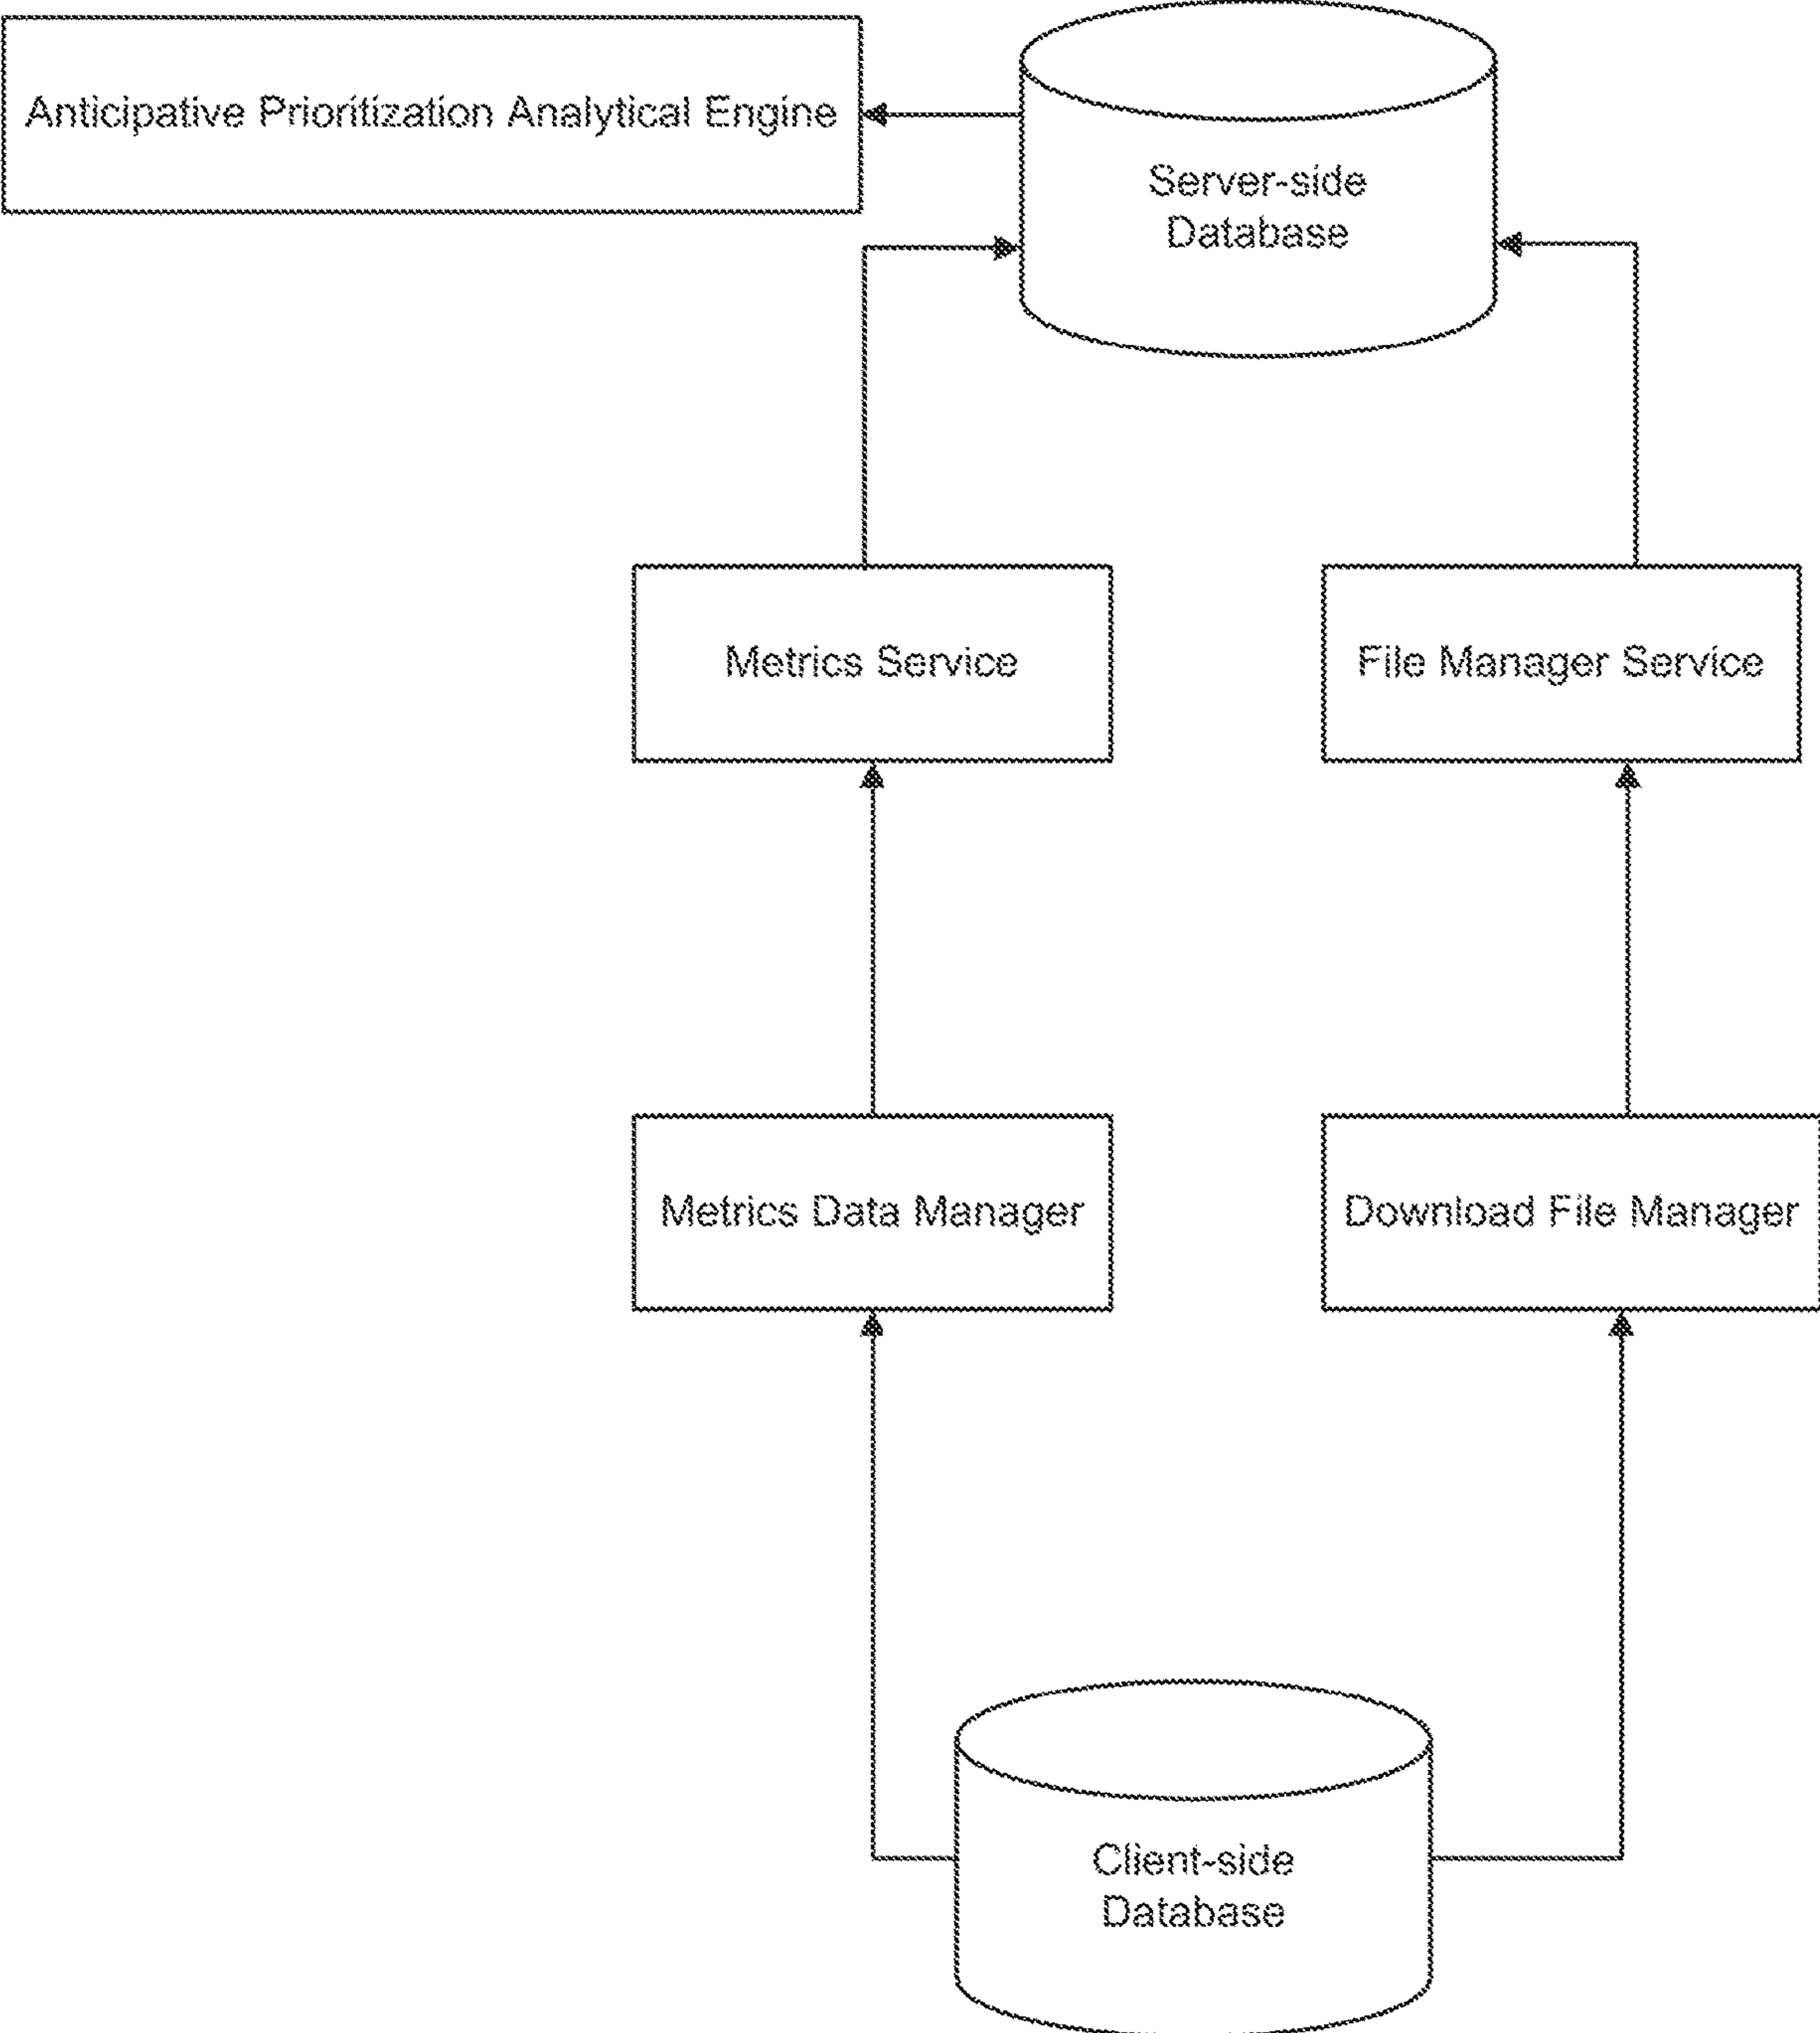 Anticipative Prioritization Analytical Engine
Server-side
Database
Metrics Service
File Manager Service
Metrics Data Manager
Download File Manager
Client-side
Database